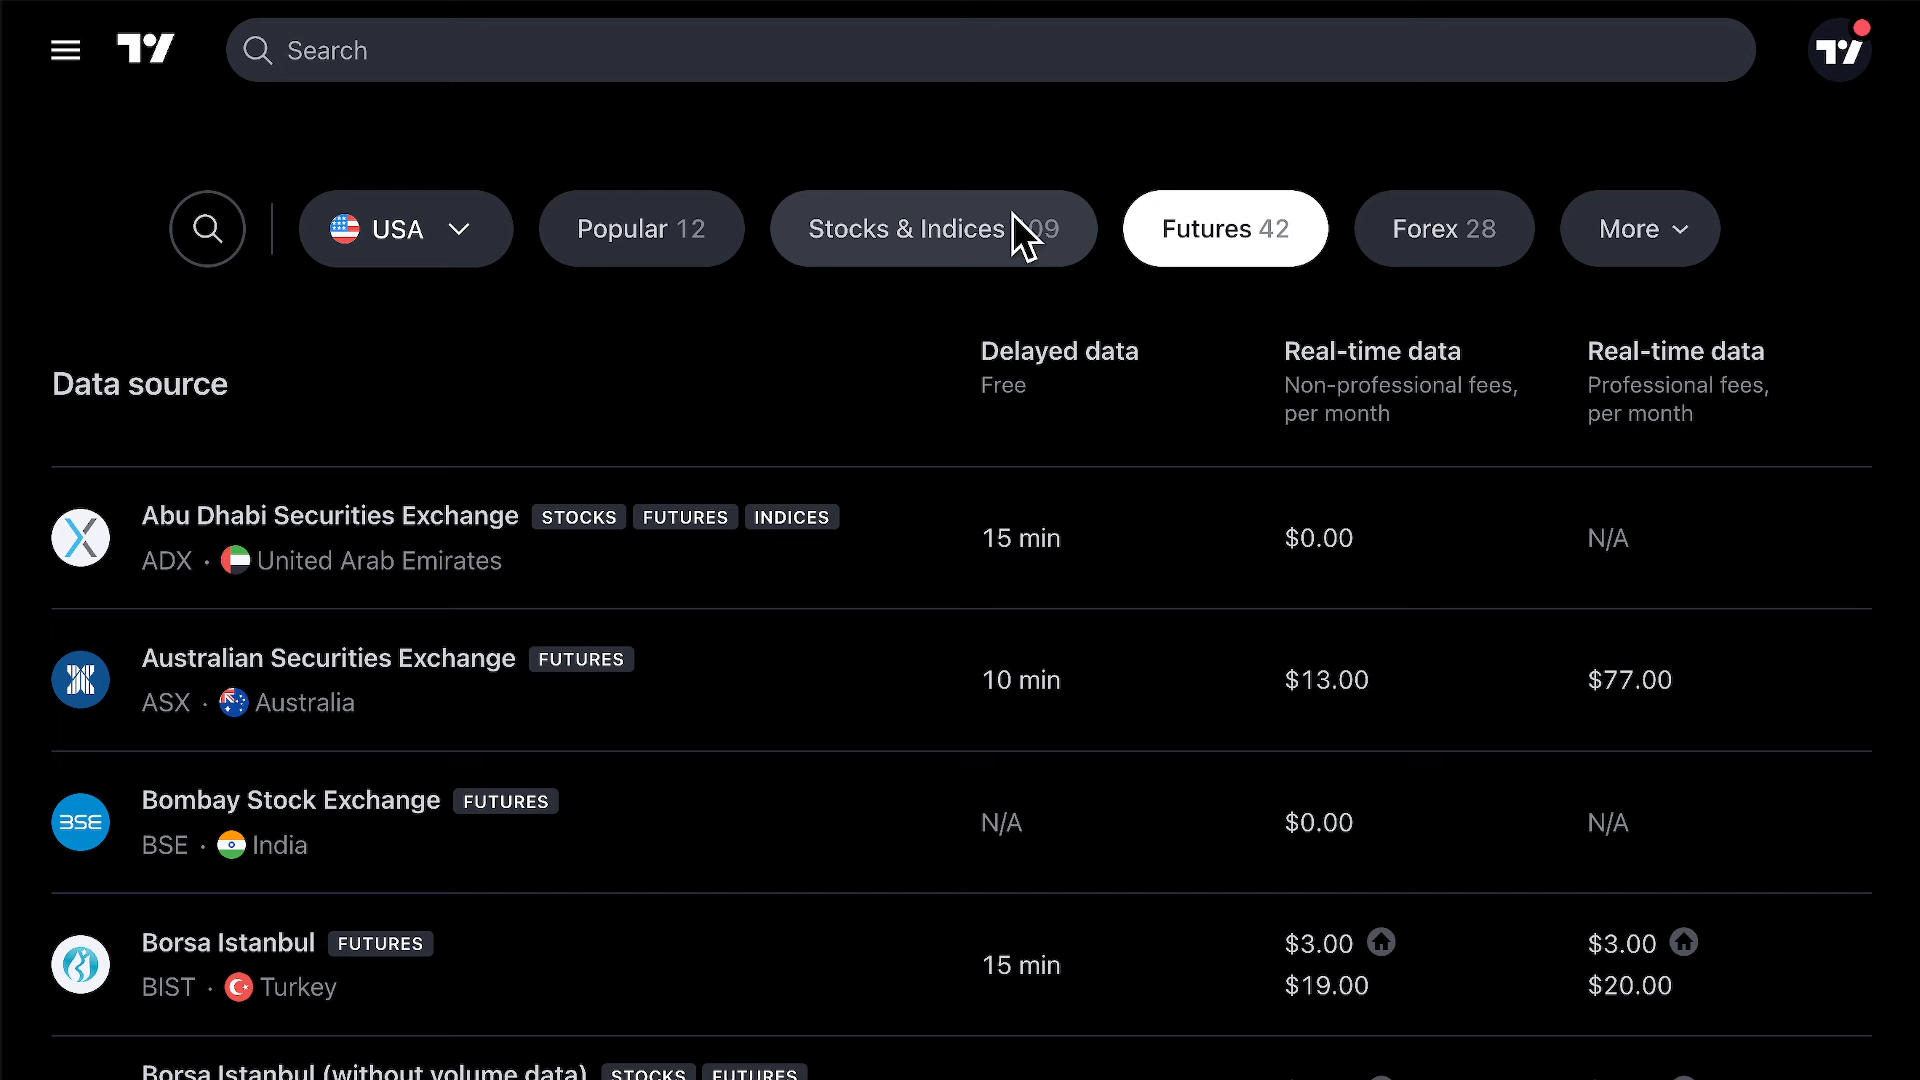 Search
USA
Popular 12
Stocks & Indices
Futures 42
Forex 28
More
Data source
Delayed data
Free
Real-time data
Non-professional fees,
per month
Real-time data
Professional fees,
per month
Abu Dhabi Securities Exchange STOCKS FUTURES INDICES
ADX · United Arab Emirates
15 min
$0.00
N/A
Australian Securities Exchange FUTURES
ASX · Australia
10 min
$13.00
$77.00
BSE
Bombay Stock Exchange FUTURES
BSE · India
N/A
$0.00
N/A
Borsa Istanbul FUTURES
BIST · Turkey
15 min
$3.00
$19.00
$3.00
$20.00
Borsa Istanbul (without volume data) STOCKS FUTURES